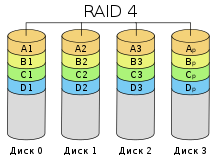 RAID 4
A1 A2 A3 Ap
B1 B2 B3 Bp
C1 C2 C3 Cp
D1 D2 D3 Dp
Диск 0 Диск 1 Диск 2 Диск 3